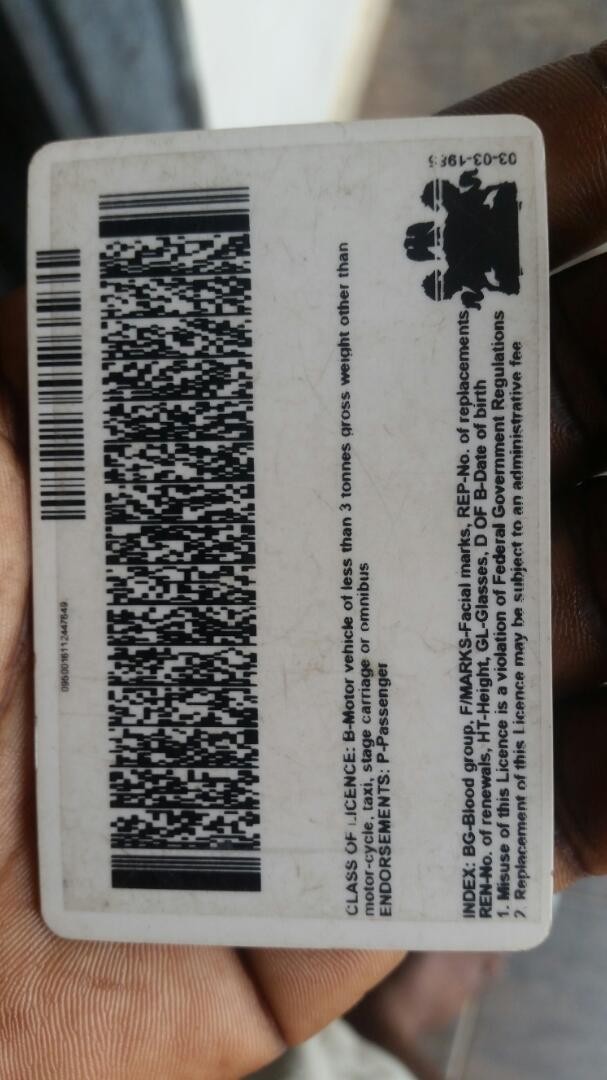 0950016112447649
CLASS OF LICENCE: B-Motor vehicle of less than 3 tonnes gross weight other than
motor-cycle, taxi, stage carriage or omnibus
ENDORSEMENTS: P-Passenger
INDEX: BG-Blood group, F/MARKS-Facial marks, REP-No. of replacements
REN-No. of renewals, HT-Height, GL-Glasses, D OF B-Date of birth
1. Misuse of this Licence is a violation of Federal Government Regulations
2. Replacement of this Licence may be subject to an administrative fee